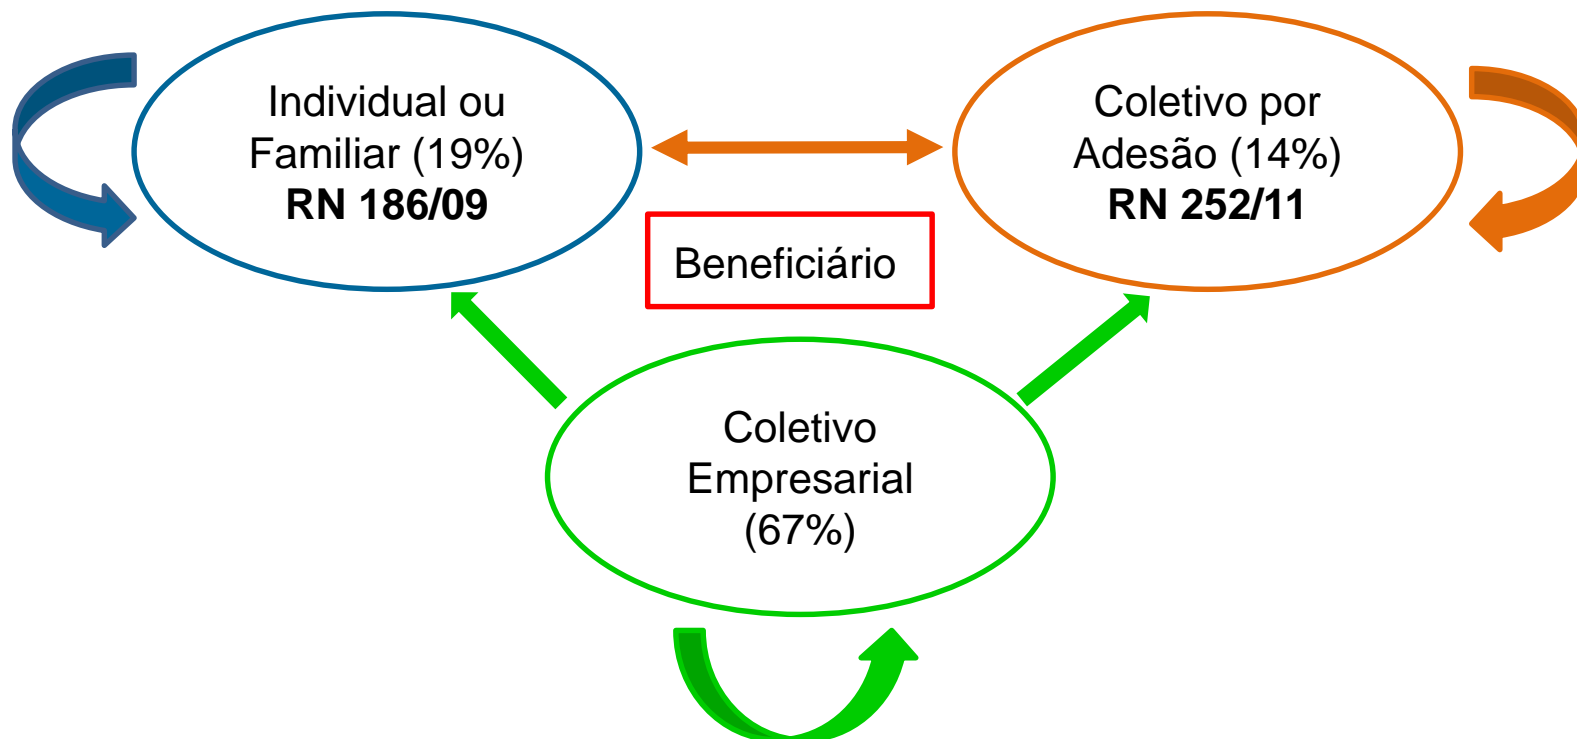 Individual ou
Familiar (19%)
RN 186/09
Coletivo por
Adesão (14%)
RN 252/11
Beneficiário
Coletivo
Empresarial
(67%)